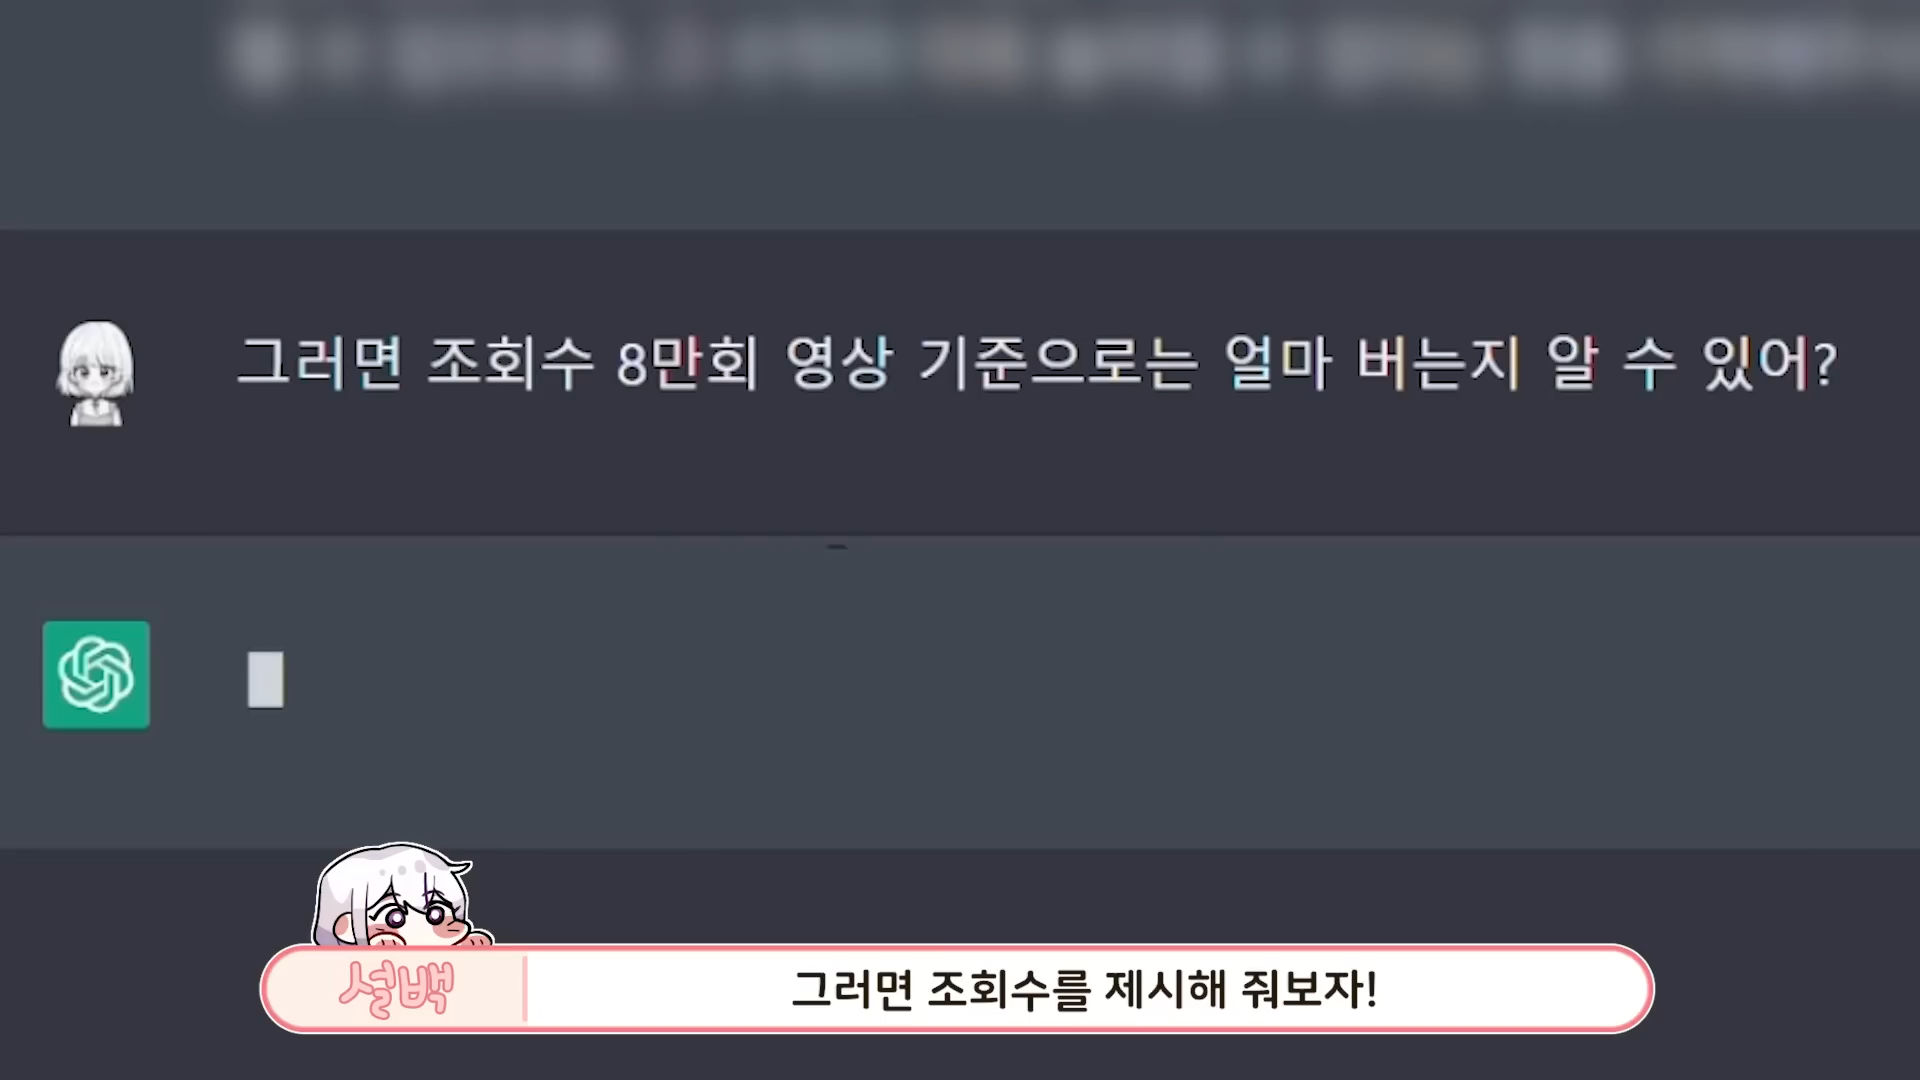 그러면 조회수 8만회 영상 기준으로는 얼마 버는지 알 수 있어?
설백
그러면 조회수를 제시해 줘보자!